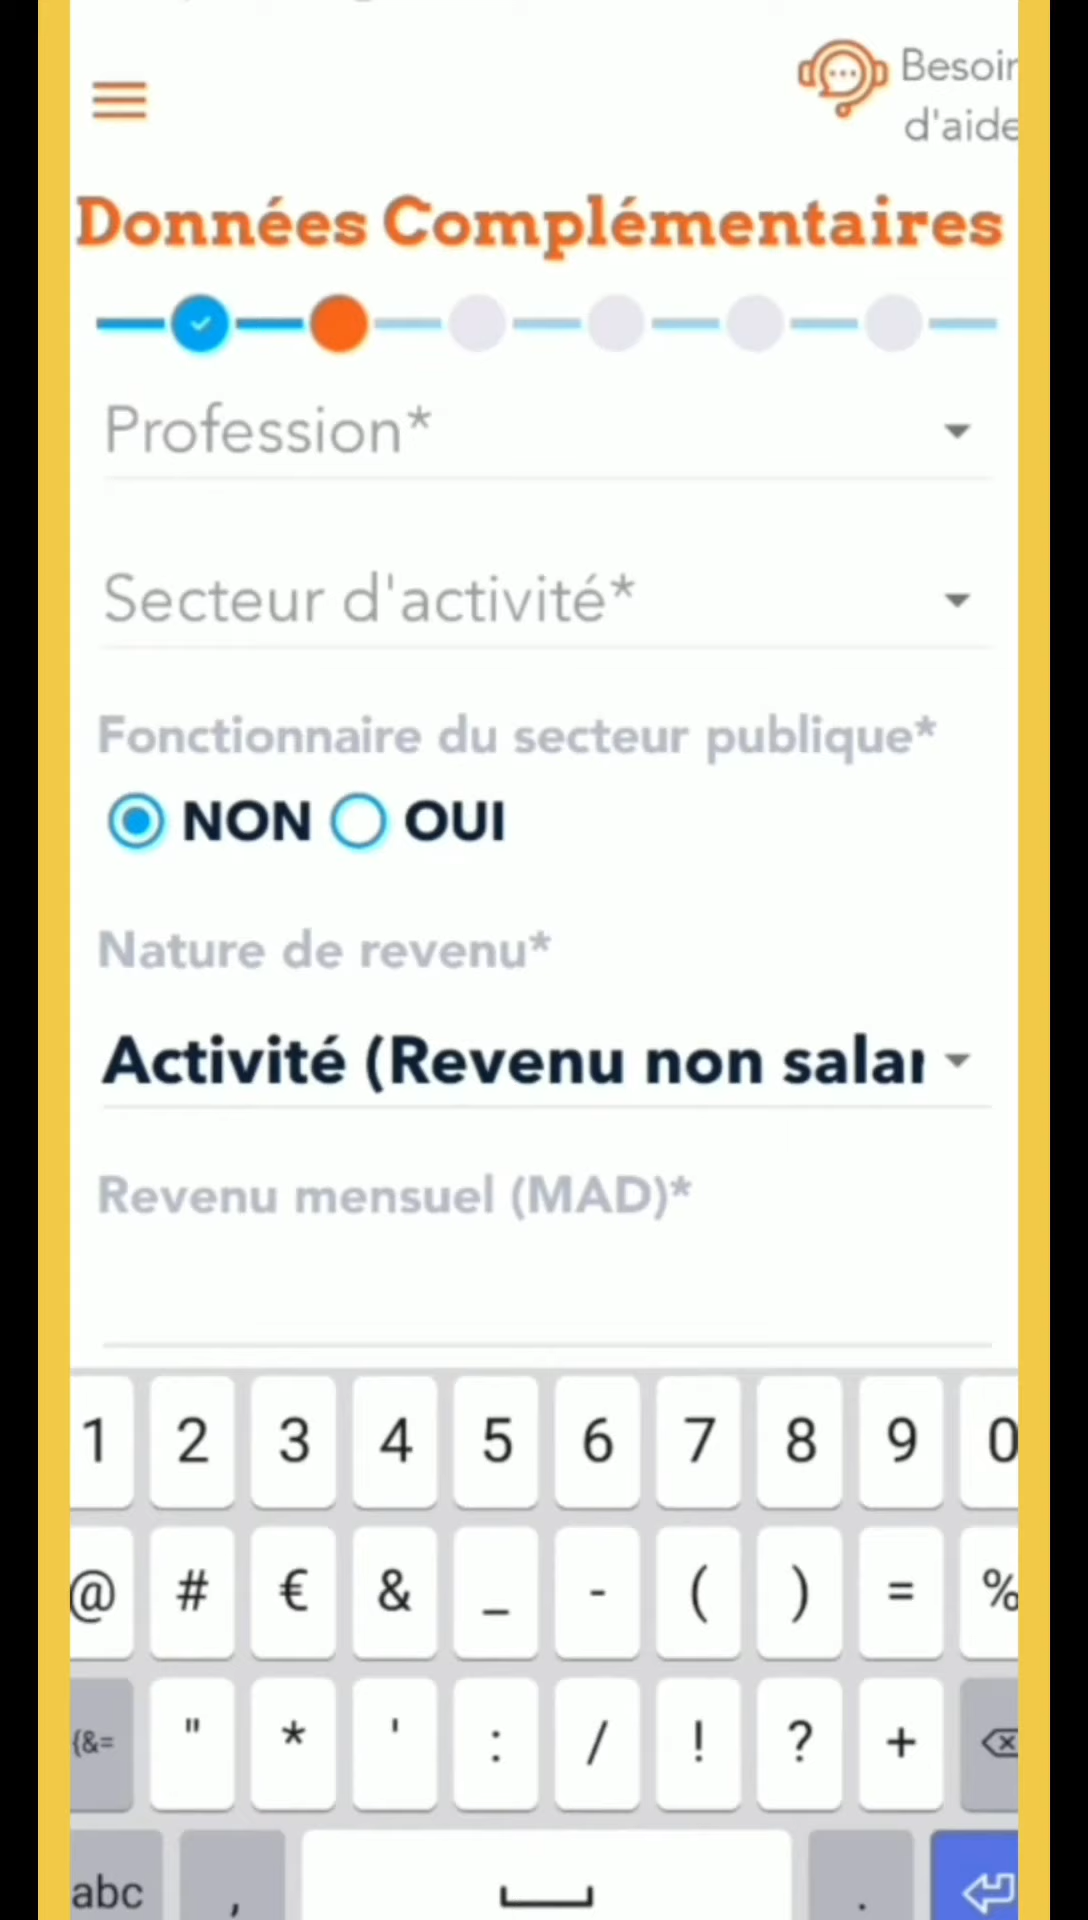 Besoin
d'aide
Données Complémentaires
Profession*
Secteur d'activité*
Fonctionnaire du secteur publique*
NON OUI
Nature de revenu*
Activité (Revenu non salar
Revenu mensuel (MAD)*
1 2 3 4 5 6 7 8 9 0
@ # € & _ - ( ) = %
{&= " * ' : / ! ? +
abc , .